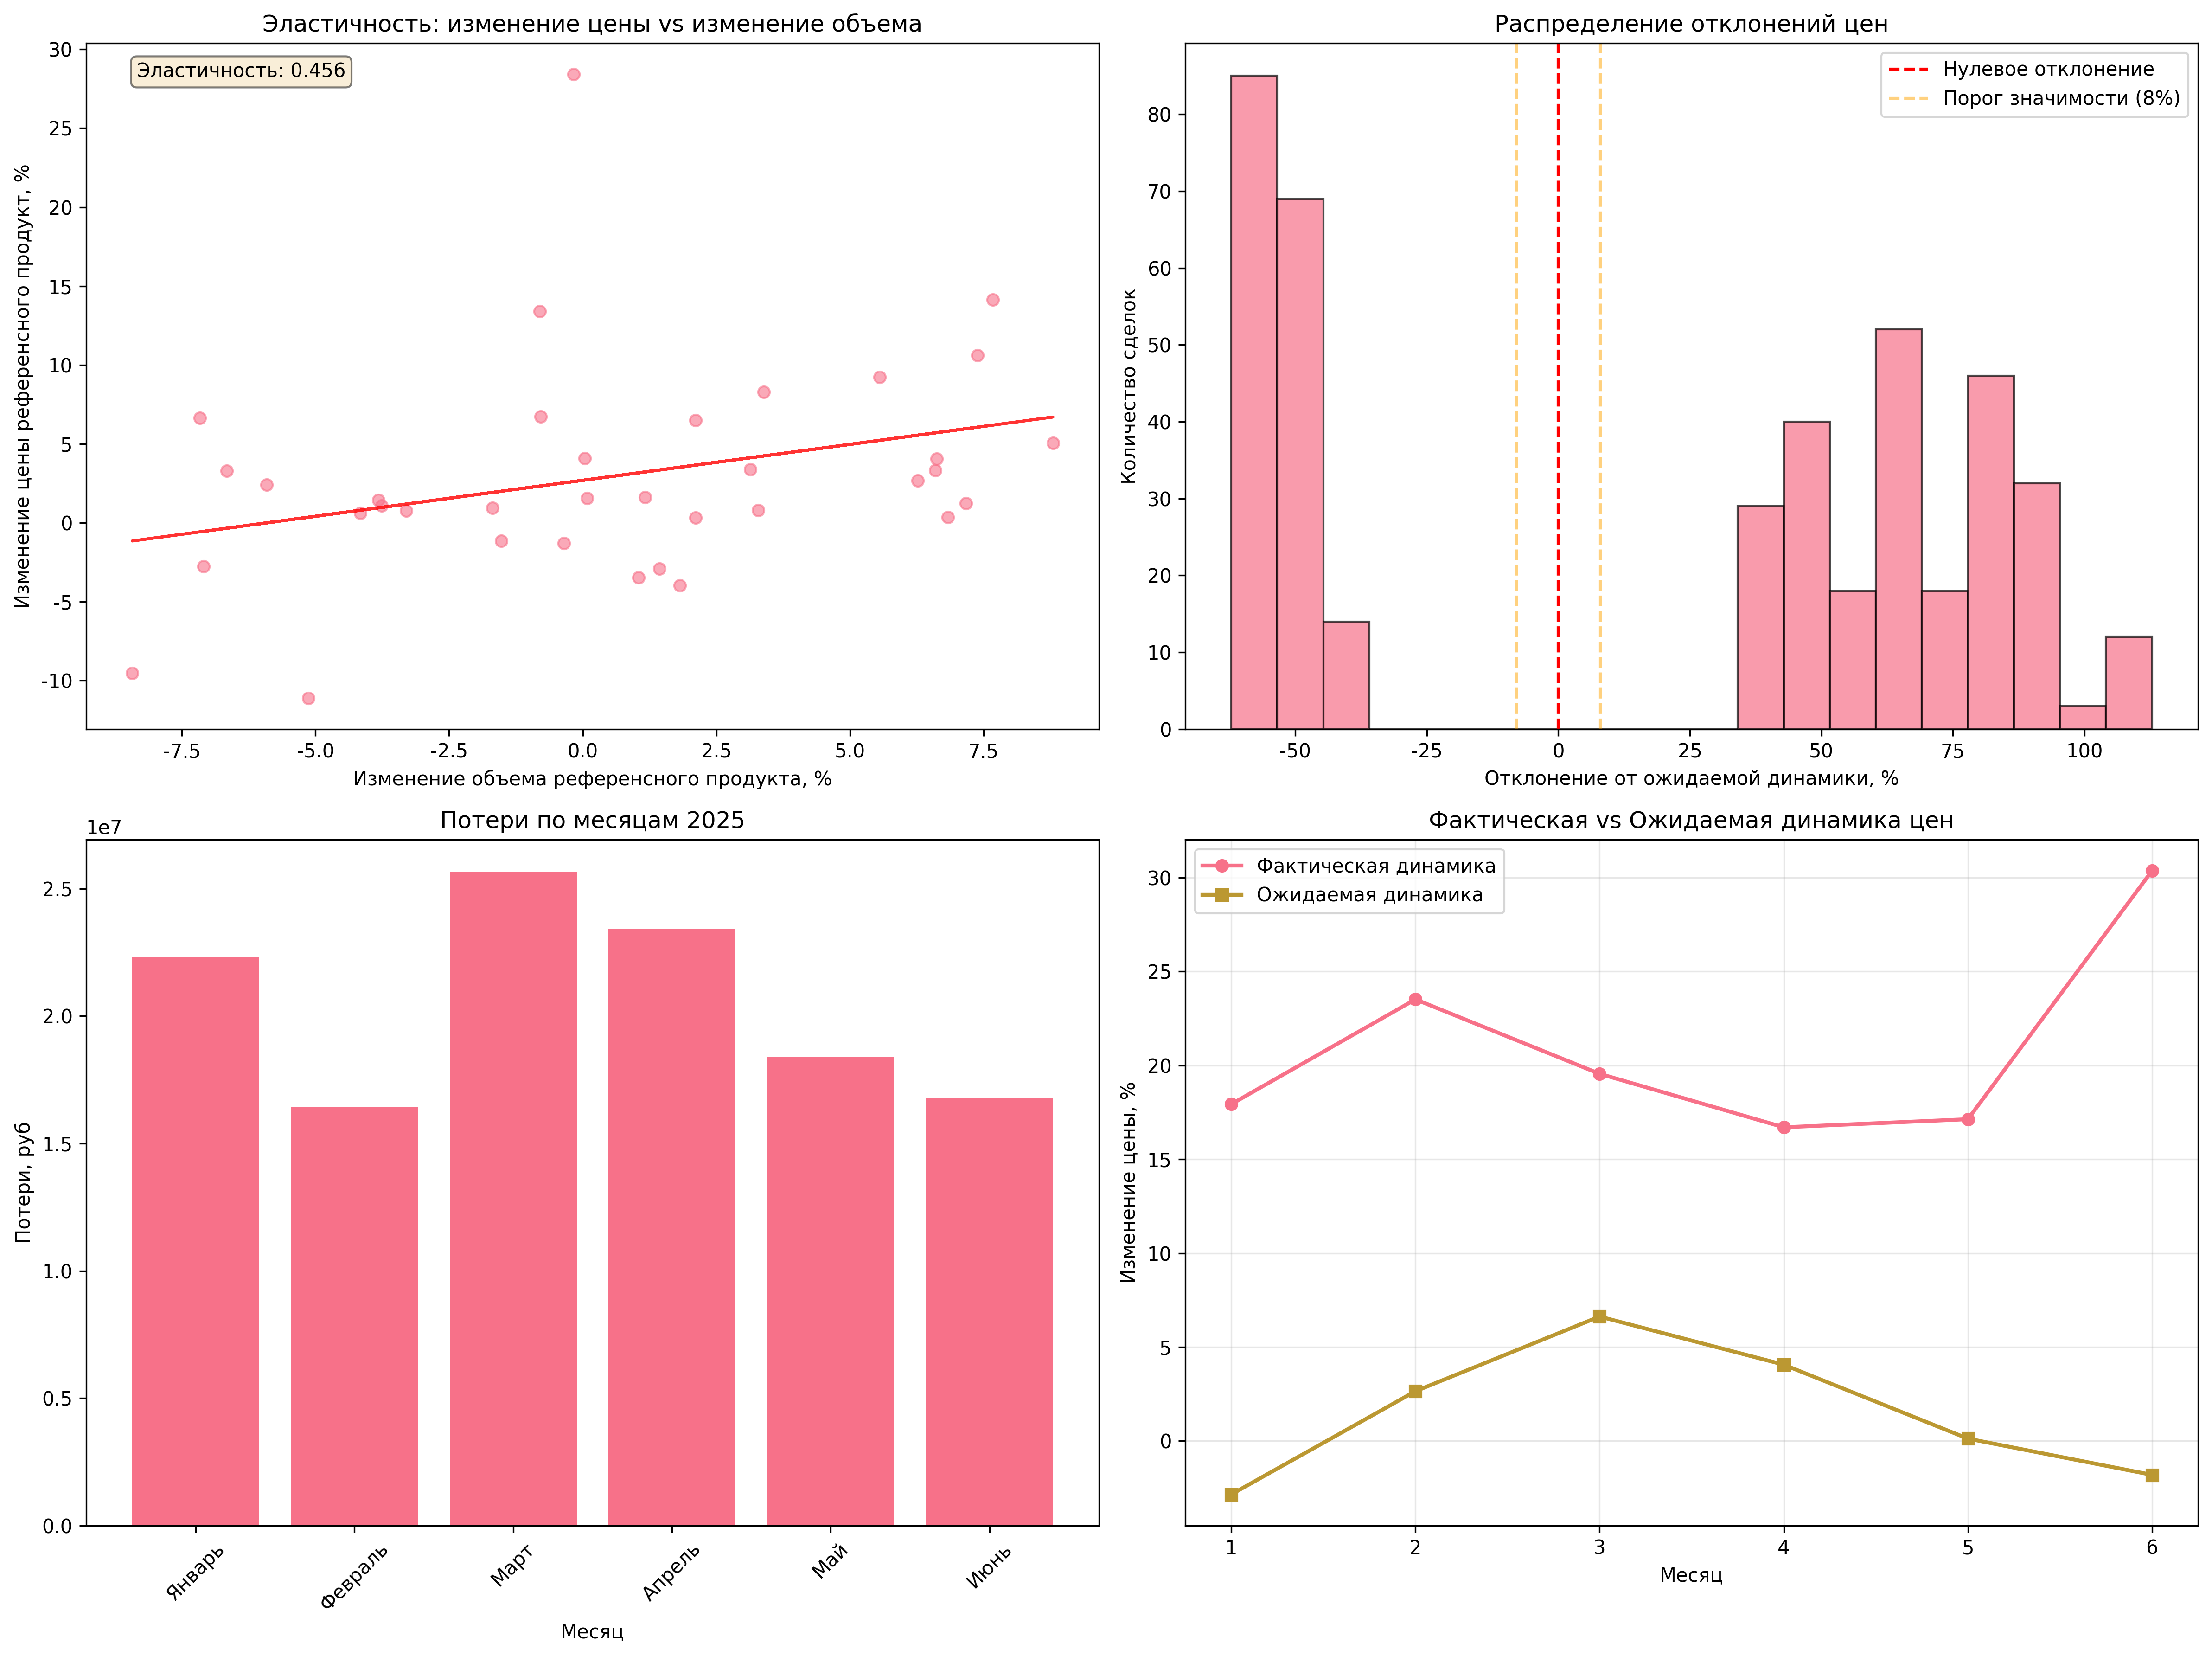 Эластичность: изменение цены vs изменение объема
Эластичность: 0.456
Изменение цены референсного продукт, %
30
25
20
15
10
5
0
-5
-10
-7.5 -5.0 -2.5 0.0 2.5 5.0 7.5
Изменение объема референсного продукта, %
Распределение отклонений цен
Нулевое отклонение
Порог значимости (8%)
Количество сделок
80
70
60
50
40
30
20
10
0
-50 -25 0 25 50 75 100
Отклонение от ожидаемой динамики, %
Потери по месяцам 2025
1e7
Потери, руб
2.5
2.0
1.5
1.0
0.5
0.0
Январь Февраль Март Апрель Май Июнь
Месяц
Фактическая vs Ожидаемая динамика цен
Фактическая динамика
Ожидаемая динамика
Изменение цены, %
30
25
20
15
10
5
0
1 2 3 4 5 6
Месяц